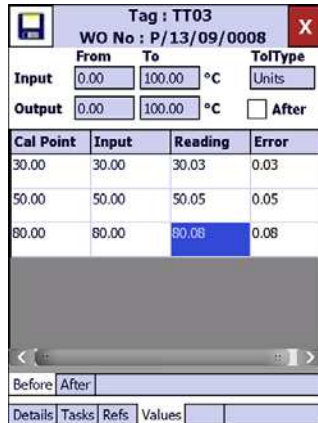 Tag : TT03
WO No : P/13/09/0008
X
From To TolType
Input 0.00 100.00 °C Units
Output 0.00 100.00 °C After
Cal Point Input Reading Error
30.00 30.00 30.03 0.03
50.00 50.00 50.05 0.05
80.00 80.00 80.08 0.08
Before After
Details Tasks Refs Values